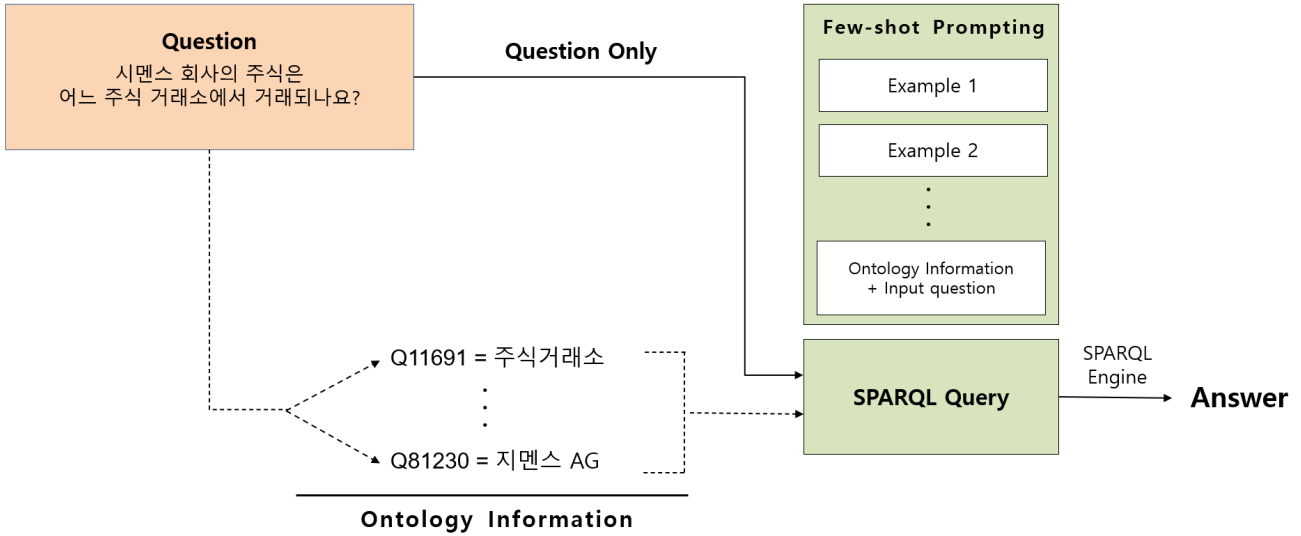 Question
시멘스 회사의 주식은
어느 주식 거래소에서 거래되나요?
Question Only
Few-shot Prompting
Example 1
Example 2
Ontology Information
+ Input question
Q11691 = 주식거래소
Q81230 = 지멘스 AG
Ontology Information
SPARQL Query
SPARQL
Engine
Answer